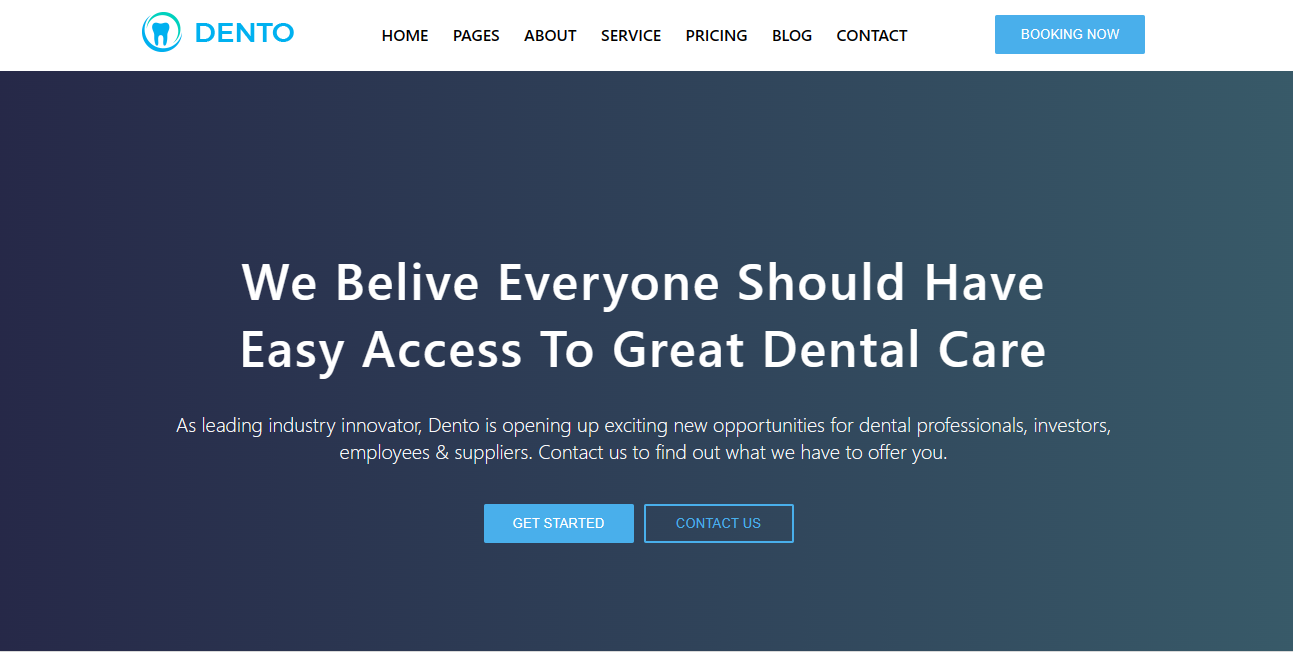 DENTO
HOME PAGES ABOUT SERVICE PRICING BLOG CONTACT
BOOKING NOW
We Belive Everyone Should Have
Easy Access To Great Dental Care
As leading industry innovator, Dento is opening up exciting new opportunities for dental professionals, investors,
employees & suppliers. Contact us to find out what we have to offer you.
GET STARTED
CONTACT US